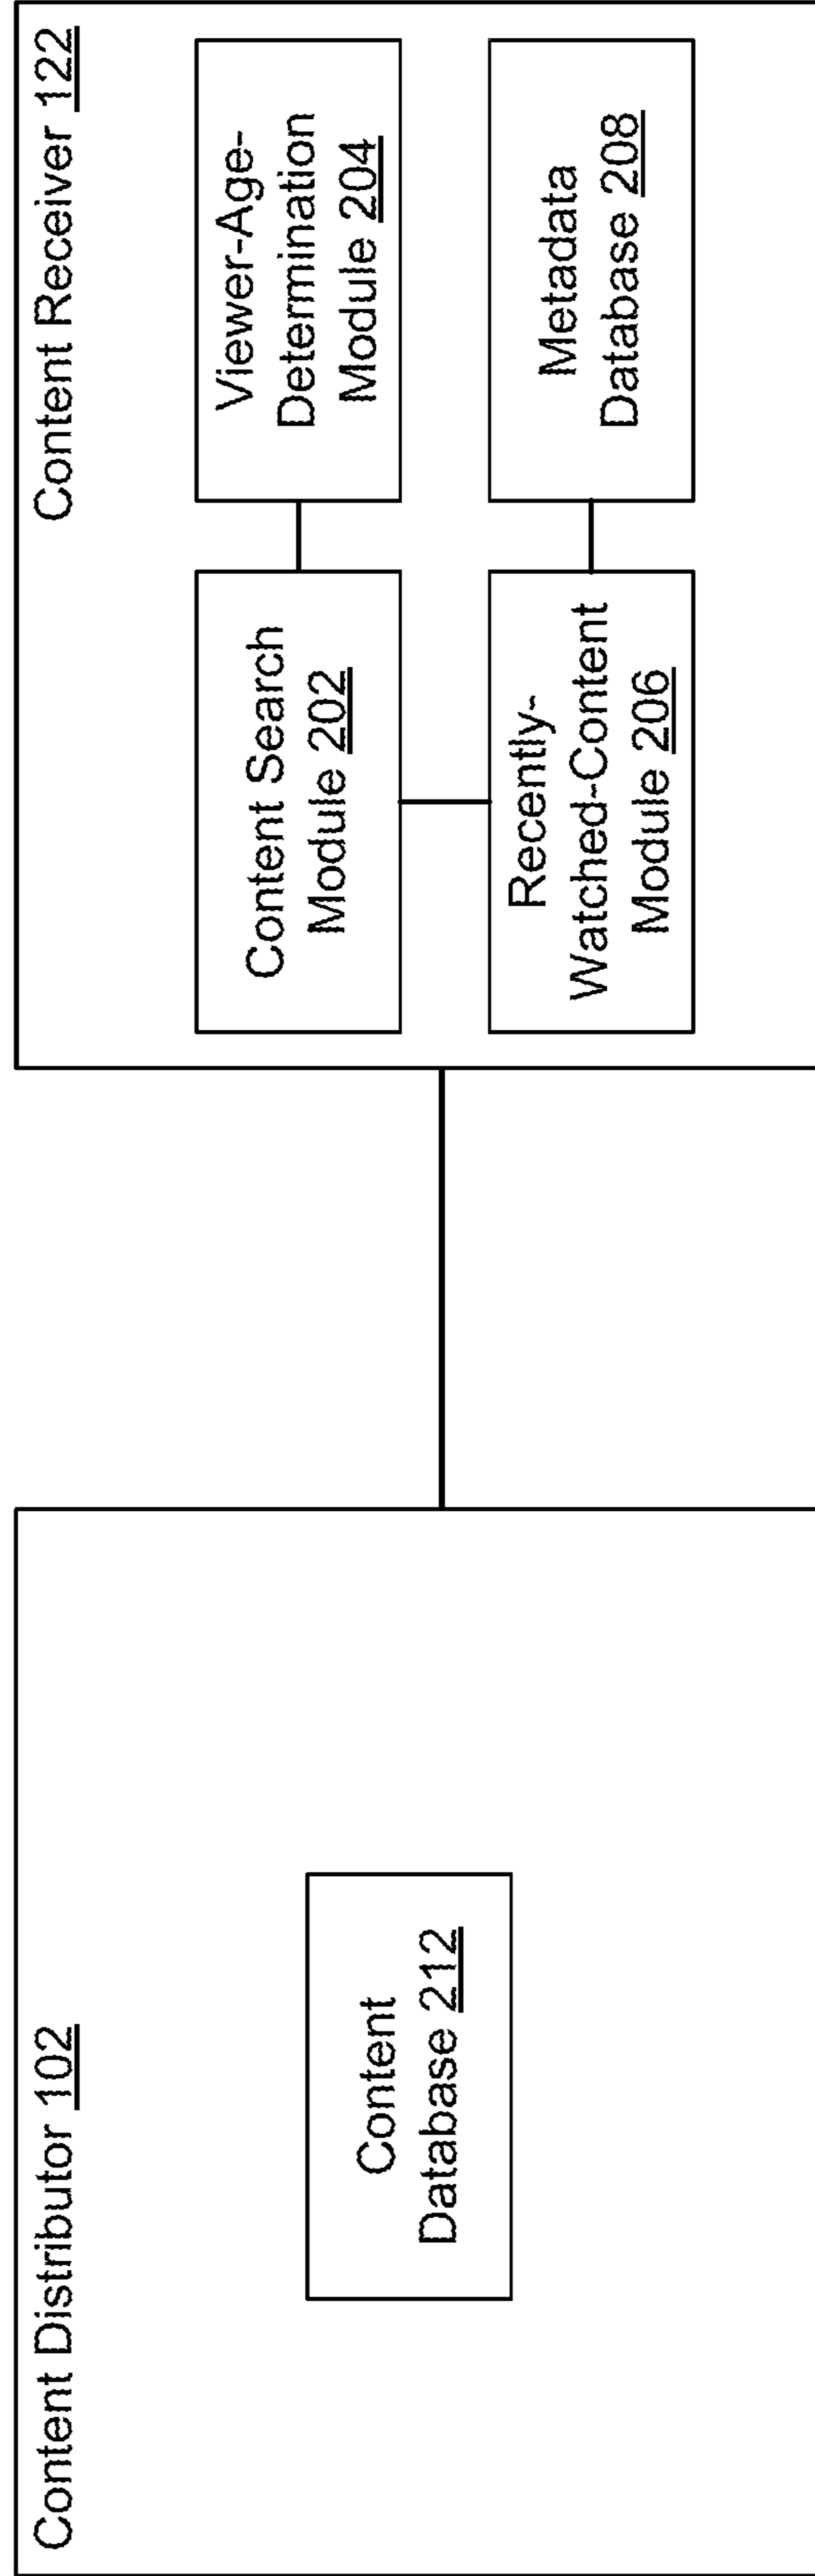 Content Distributor 102
Content
Database 212
Content Receiver 122
Content Search
Module 202
Viewer-Age-
Determination
Module 204
Recently-
Watched-Content
Module 206
Metadata
Database 208